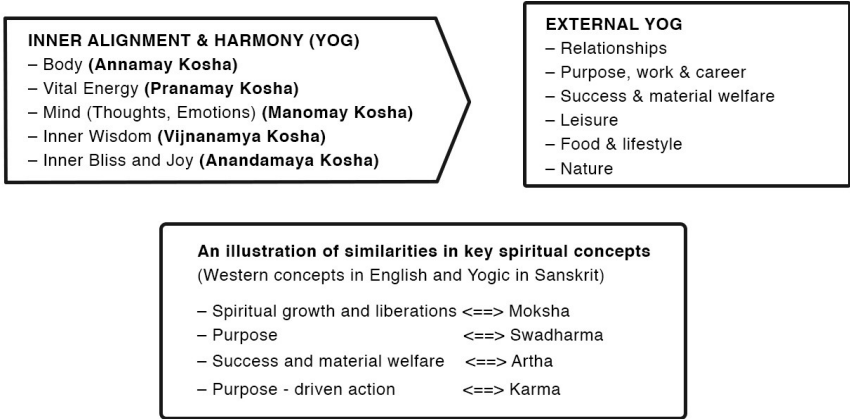 INNER ALIGNMENT & HARMONY (YOG)
– Body (Annamay Kosha)
– Vital Energy (Pranamay Kosha)
– Mind (Thoughts, Emotions) (Manomay Kosha)
– Inner Wisdom (Vijnanamya Kosha)
– Inner Bliss and Joy (Anandamaya Kosha)
EXTERNAL YOG
– Relationships
– Purpose, work & career
– Success & material welfare
– Leisure
– Food & lifestyle
– Nature
An illustration of similarities in key spiritual concepts
(Western concepts in English and Yogic in Sanskrit)
– Spiritual growth and liberations <==> Moksha
– Purpose <==> Swadharma
– Success and material welfare <==> Artha
– Purpose - driven action <==> Karma